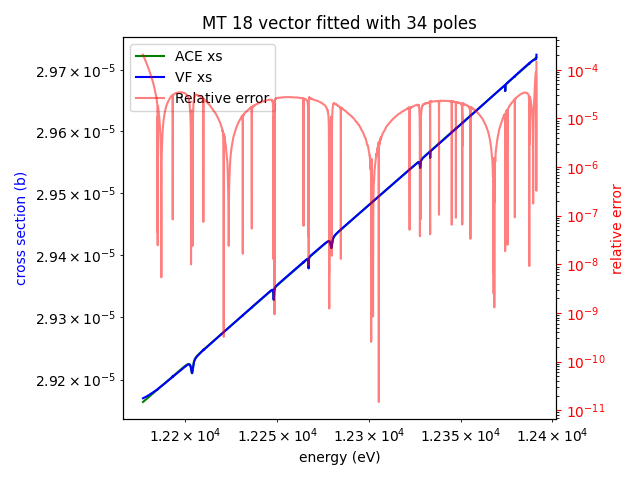 MT 18 vector fitted with 34 poles
ACE xs
VF xs
Relative error
cross section (b)
2.97 × 10⁻⁵
2.96 × 10⁻⁵
2.95 × 10⁻⁵
2.94 × 10⁻⁵
2.93 × 10⁻⁵
2.92 × 10⁻⁵
10⁻⁴
10⁻⁵
10⁻⁶
10⁻⁷
10⁻⁸
10⁻⁹
10⁻¹⁰
10⁻¹¹
relative error
1.22 × 10⁴ 1.225 × 10⁴ 1.23 × 10⁴ 1.235 × 10⁴ 1.24 × 10⁴
energy (eV)